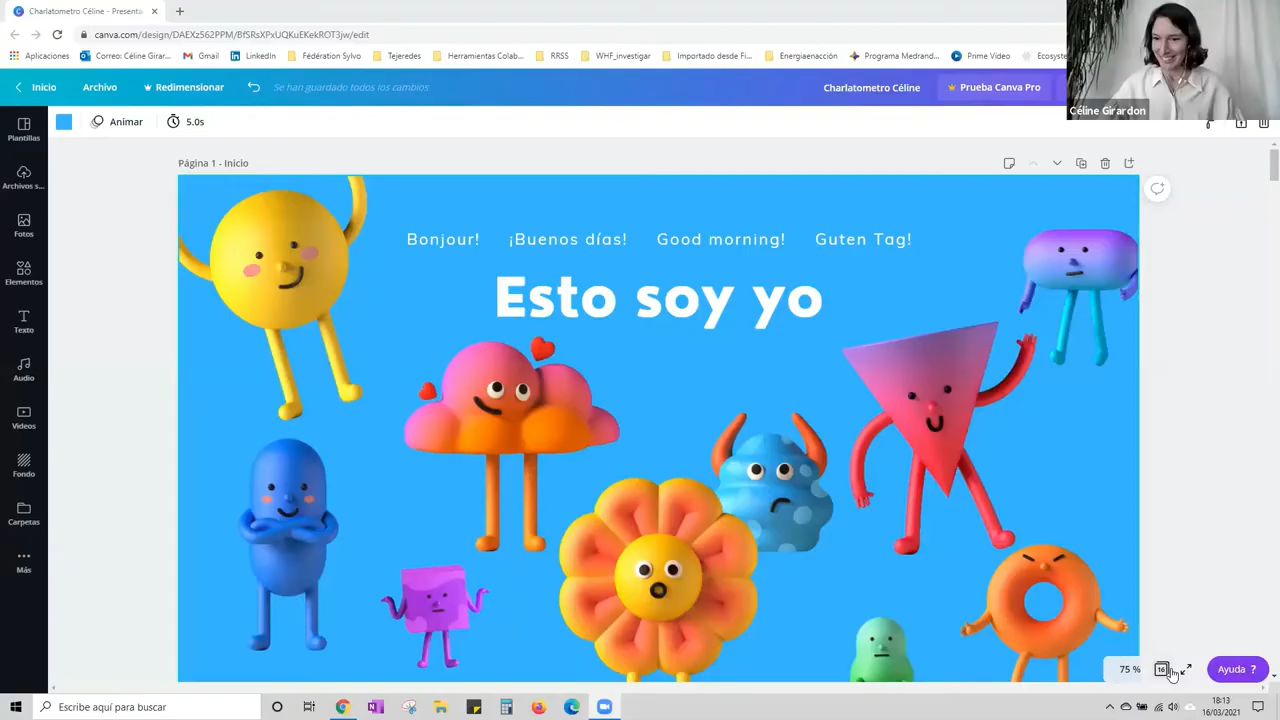 Charlatometro Céline - Presenta
canva.com/design/DAEXz562PPM/BfSRsXPxUQKuEKekROT3jw/edit
Aplicaciones Correo: Céline Girar... Gmail LinkedIn Fédération Sylvo Tejeredes Herramientas Colab... RRSS WHF_investigar Importado desde Fi... Energiaenacción Programa Medrand... Prime Video Ecosyste
Inicio Archivo Redimensionar Se han guardado todos los cambios Charlatometro Céline Prueba Canva Pro
Céline Girardon
Animar 5.0s
Plantillas
Archivos s...
Fotos
Elementos
Texto
Audio
Videos
Fondo
Carpetas
Más
Página 1 - Inicio
Bonjour! ¡Buenos días! Good morning! Guten Tag!
Esto soy yo
75 % 16 Ayuda ?
Escribe aquí para buscar
18:13
16/03/2021